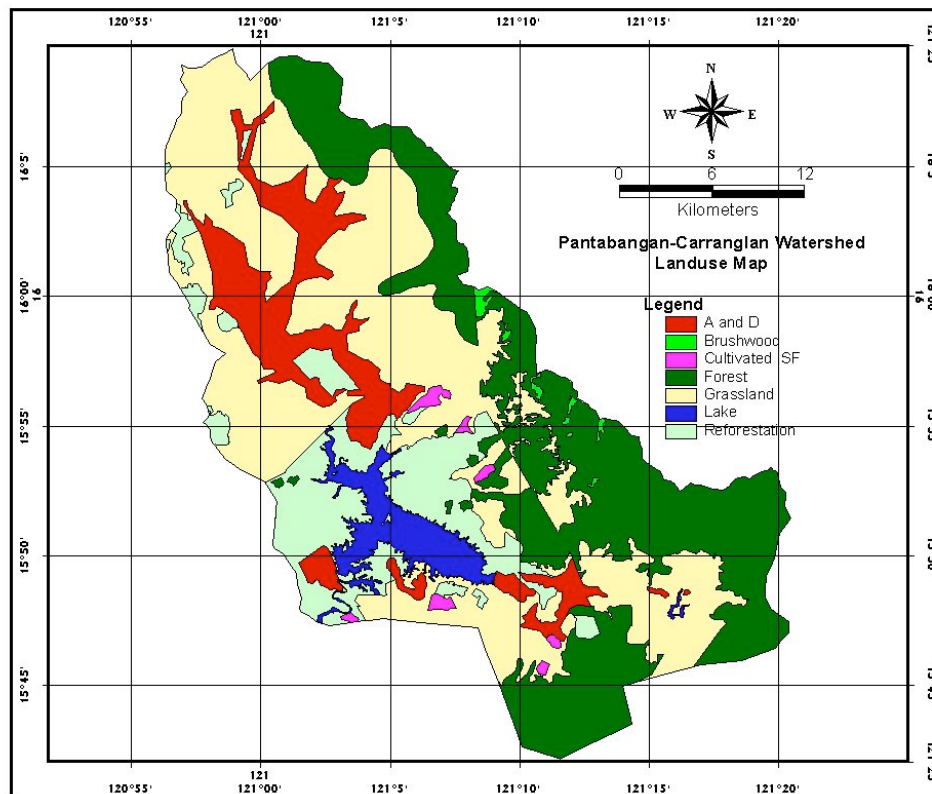 120°55' 121°00' 121°5' 121°10' 121°15' 121°20'
121
N
W E
S
16°5'
0 6 12
Kilometers
Pantabangan-Carranglan Watershed
Landuse Map
16°00'
16
16
Legend
A and D
Brushwood
Cultivated SF
Forest
Grassland
Lake
Reforestation
15°55'
15°50'
15°45'
120°55' 121°00' 121°5' 121°10' 121°15' 121°20'
121